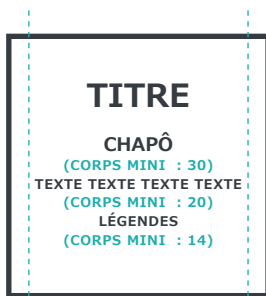 TITRE
CHAPÔ
(CORPS MINI : 30)
TEXTE TEXTE TEXTE TEXTE
(CORPS MINI : 20)
LÉGENDES
(CORPS MINI : 14)